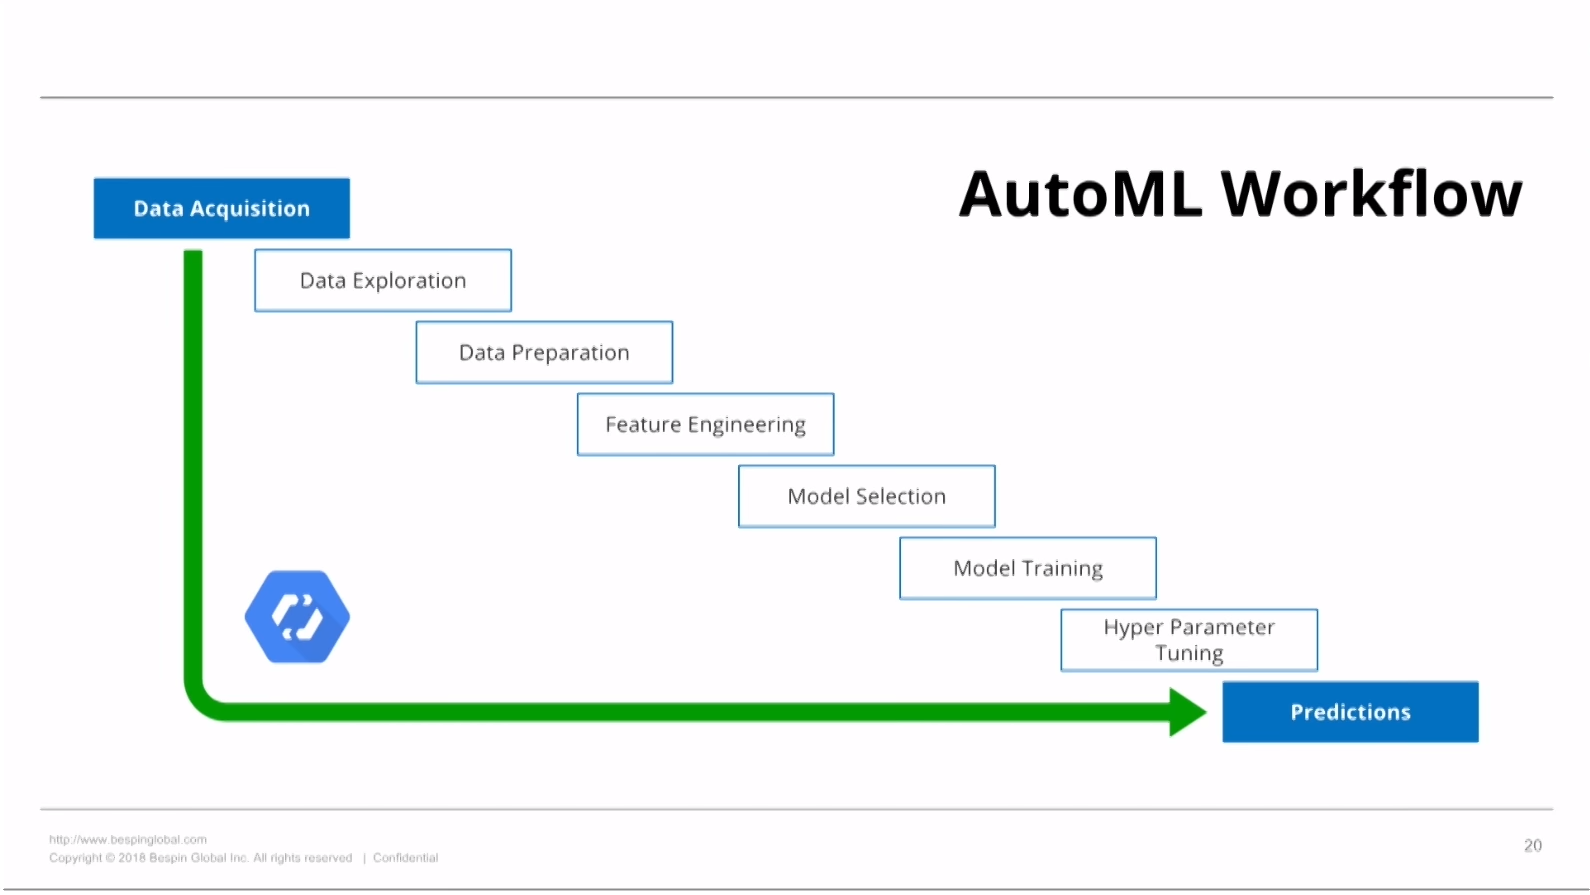 AutoML Workflow
Data Acquisition
Data Exploration
Data Preparation
Feature Engineering
Model Selection
Model Training
Hyper Parameter
Tuning
Predictions
http://www.bespinglobal.com
Copyright © 2018 Bespin Global Inc. All rights reserved | Confidential
20